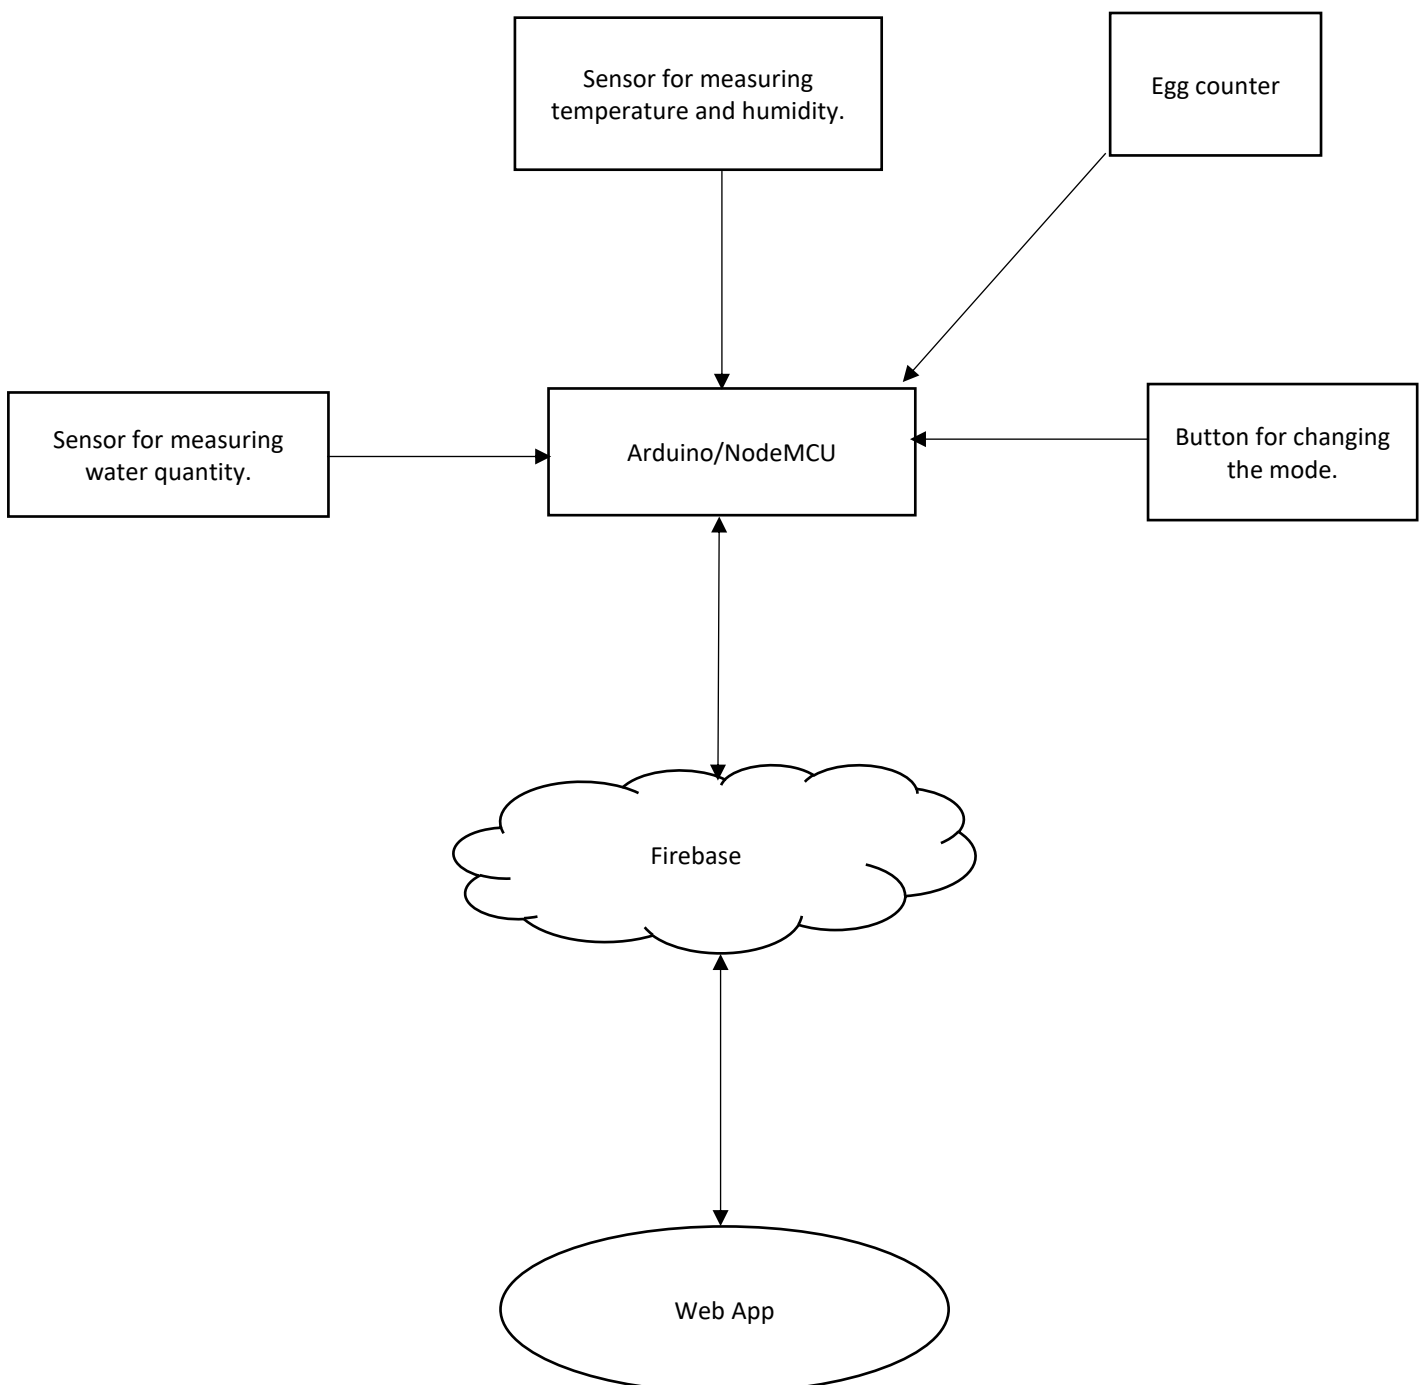 Sensor for measuring
temperature and humidity.
Egg counter
Sensor for measuring
water quantity.
Arduino/NodeMCU
Button for changing
the mode.
Firebase
Web App